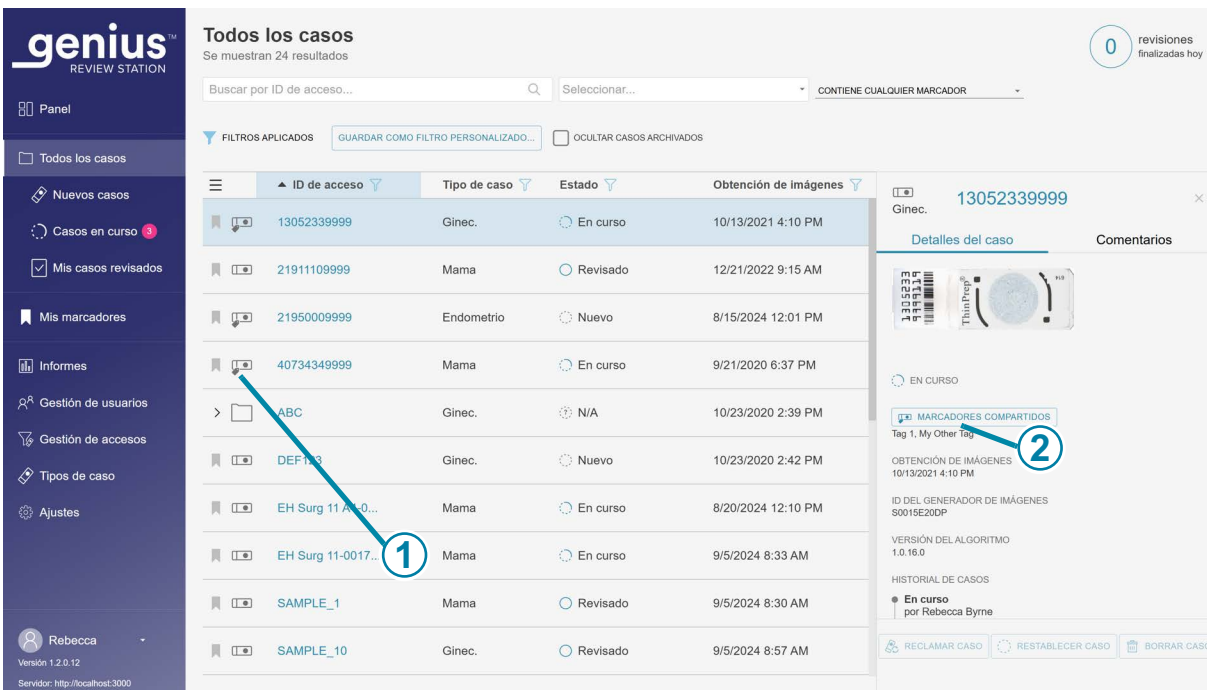 genius™
REVIEW STATION
Panel
Todos los casos
Nuevos casos
Casos en curso 3
Mis casos revisados
Mis marcadores
Informes
Gestión de usuarios
Gestión de accesos
Tipos de caso
Ajustes
Rebecca
Versión 1.2.0.12
Servidor: http://localhost:3000
Todos los casos
Se muestran 24 resultados
0 revisiones
finalizadas hoy
Buscar por ID de acceso... Seleccionar... CONTIENE CUALQUIER MARCADOR
FILTROS APLICADOS GUARDAR COMO FILTRO PERSONALIZADO... OCULTAR CASOS ARCHIVADOS
ID de acceso Tipo de caso Estado Obtención de imágenes
13052339999 Ginec. En curso 10/13/2021 4:10 PM
21911109999 Mama Revisado 12/21/2022 9:15 AM
21950009999 Endometrio Nuevo 8/15/2024 12:01 PM
40734349999 Mama En curso 9/21/2020 6:37 PM
ABC Ginec. N/A 10/23/2020 2:39 PM
DEF123 Ginec. Nuevo 10/23/2020 2:42 PM
EH Surg 11 A1-0... Mama En curso 8/20/2024 12:10 PM
EH Surg 11-0017... Mama En curso 9/5/2024 8:33 AM
SAMPLE_1 Mama Revisado 9/5/2024 8:30 AM
SAMPLE_10 Ginec. Revisado 9/5/2024 8:57 AM
1
Ginec.
13052339999
Detalles del caso Comentarios
ThinPrep®
EN CURSO
MARCADORES COMPARTIDOS
Tag 1, My Other Tag
2
OBTENCIÓN DE IMÁGENES
10/13/2021 4:10 PM
ID DEL GENERADOR DE IMÁGENES
S0015E20DP
VERSIÓN DEL ALGORITMO
1.0.16.0
HISTORIAL DE CASOS
En curso
por Rebecca Byrne
RECLAMAR CASO RESTABLECER CASO BORRAR CASO